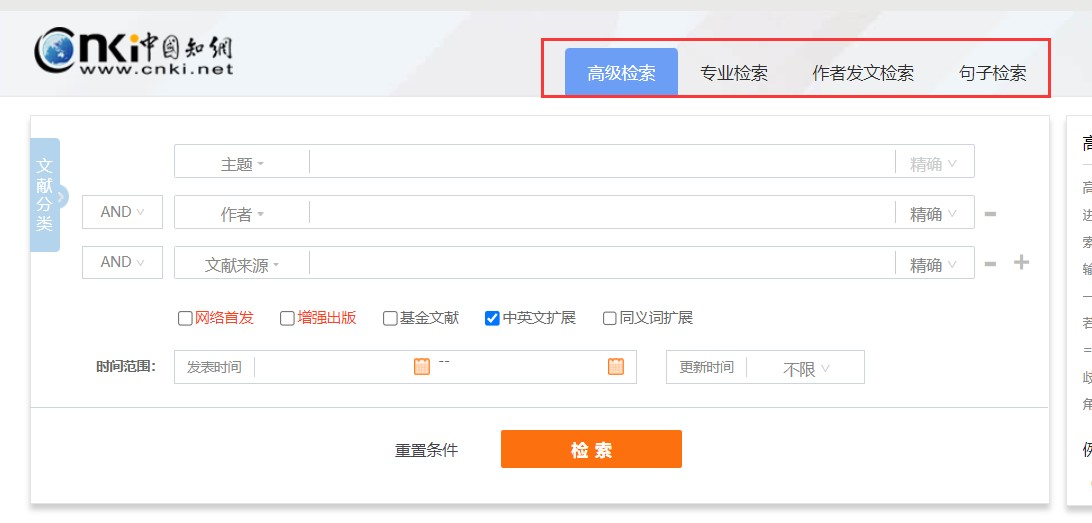 cnki中国知網
www.cnki.net
高级检索 专业检索 作者发文检索 句子检索
文献分类
主题 精确
AND 作者 精确
AND 文献来源 精确
网络首发 增强出版 基金文献 中英文扩展 同义词扩展
时间范围: 发表时间 -- 更新时间 不限
重置条件 检索